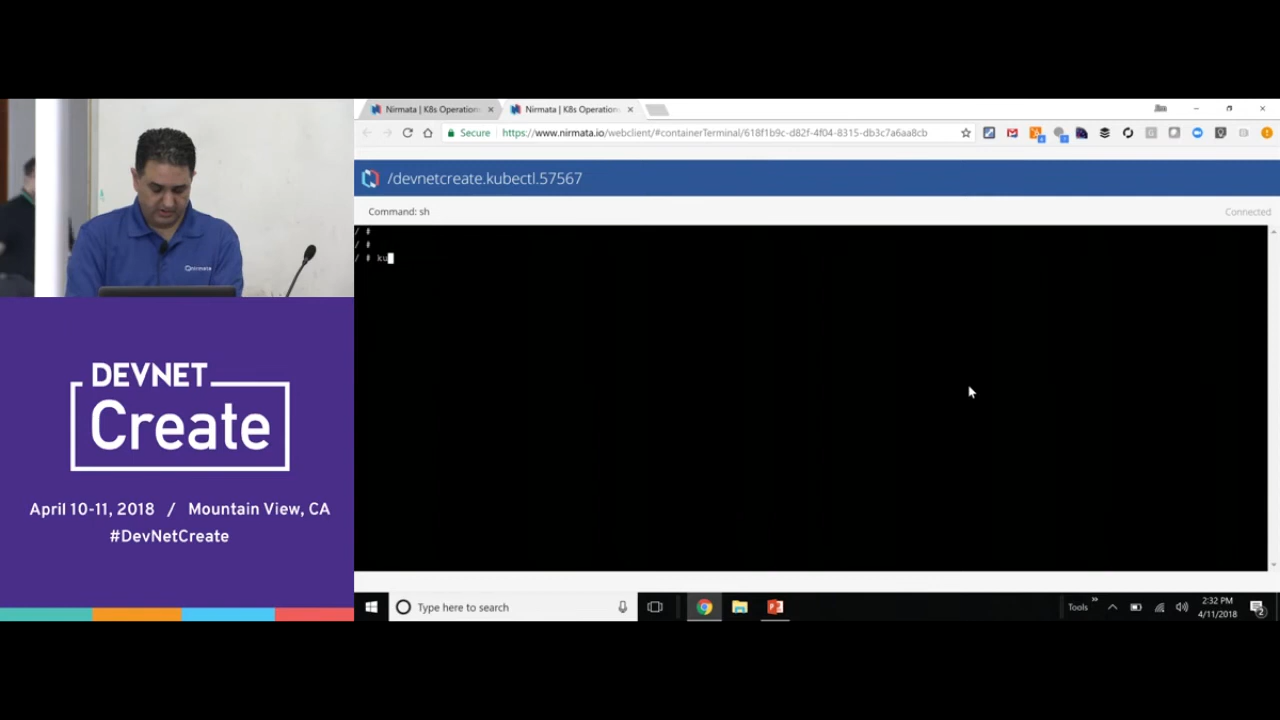 Nirmata | K8s Operation
Nirmata | K8s Operation
Secure
https://www.nirmata.io/webclient/#containerTerminal/618f1b9c-d82f-4f04-8315-db3c7a6aa8cb
/devnetcreate.kubectl.57567
Command: sh
Connected
/ #
/ #
/ # ku
nirmata
DEVNET
Create
April 10-11, 2018 / Mountain View, CA
#DevNetCreate
Type here to search
Tools
2:32 PM
4/11/2018
2